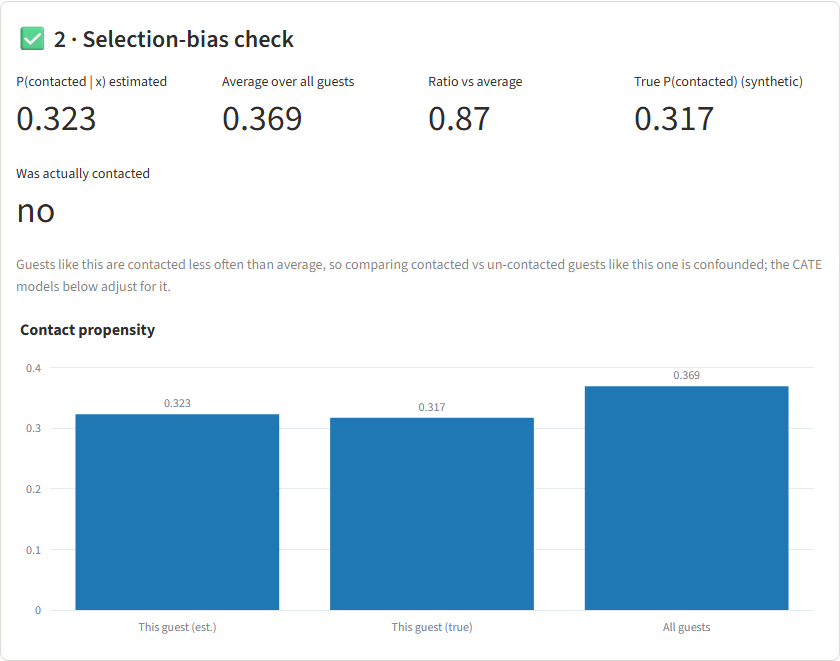 ✅ 2 · Selection-bias check
P(contacted | x) estimated
0.323
Average over all guests
0.369
Ratio vs average
0.87
True P(contacted) (synthetic)
0.317
Was actually contacted
no
Guests like this are contacted less often than average, so comparing contacted vs un-contacted guests like this one is confounded; the CATE
models below adjust for it.
Contact propensity
0.4
0.3
0.2
0.1
0
0.323
0.317
0.369
This guest (est.)
This guest (true)
All guests